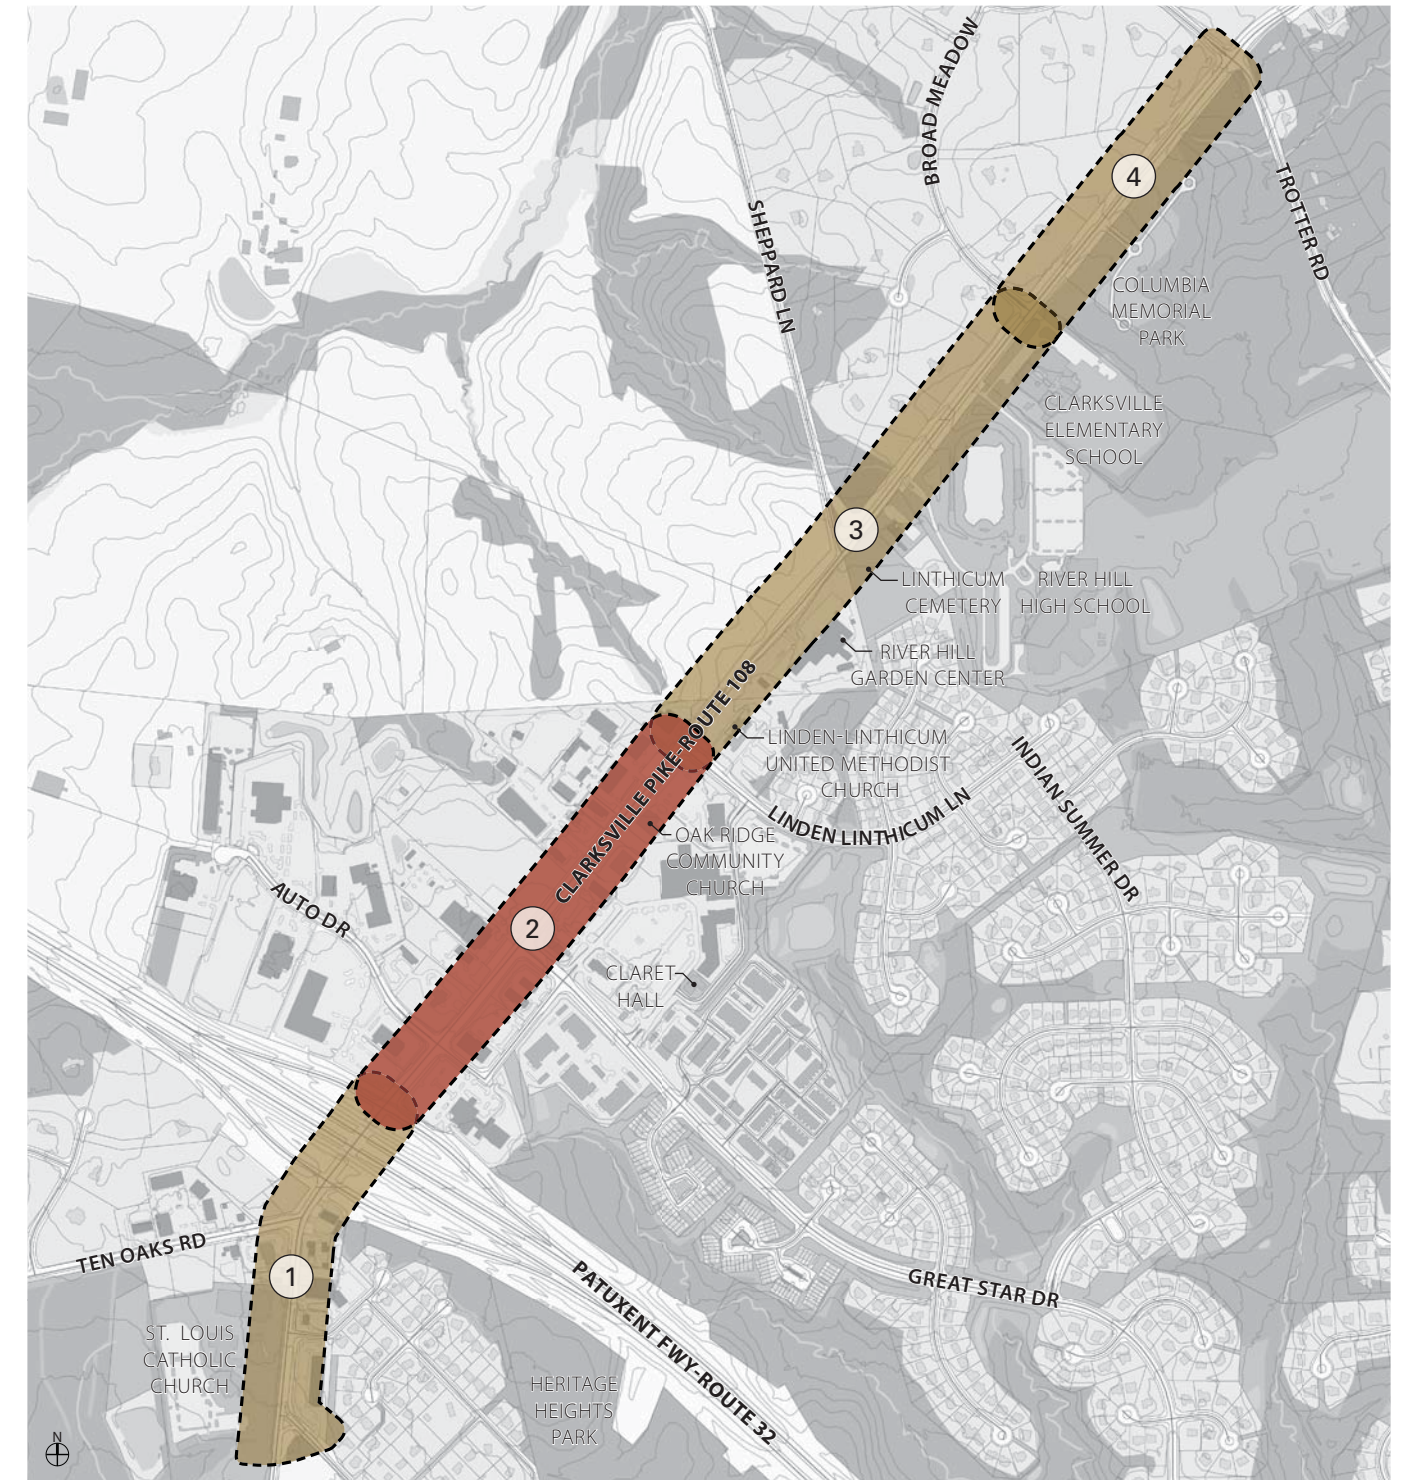 BROAD MEADOW
4
SHEPPARD LN
TROTTER RD
COLUMBIA
MEMORIAL
PARK
CLARKSVILLE
ELEMENTARY
SCHOOL
3
LINTHICUM
CEMETERY
RIVER HILL
HIGH SCHOOL
RIVER HILL
GARDEN CENTER
CLARKSVILLE PIKE-ROUTE 108
LINDEN-LINTHICUM
UNITED METHODIST
CHURCH
INDIAN SUMMER DR
LINDEN LINTHICUM LN
OAK RIDGE
COMMUNITY
CHURCH
AUTO DR
2
CLARET
HALL
TEN OAKS RD
1
GREAT STAR DR
PATUXENT FWY-ROUTE 32
ST. LOUIS
CATHOLIC
CHURCH
HERITAGE
HEIGHTS
PARK
N